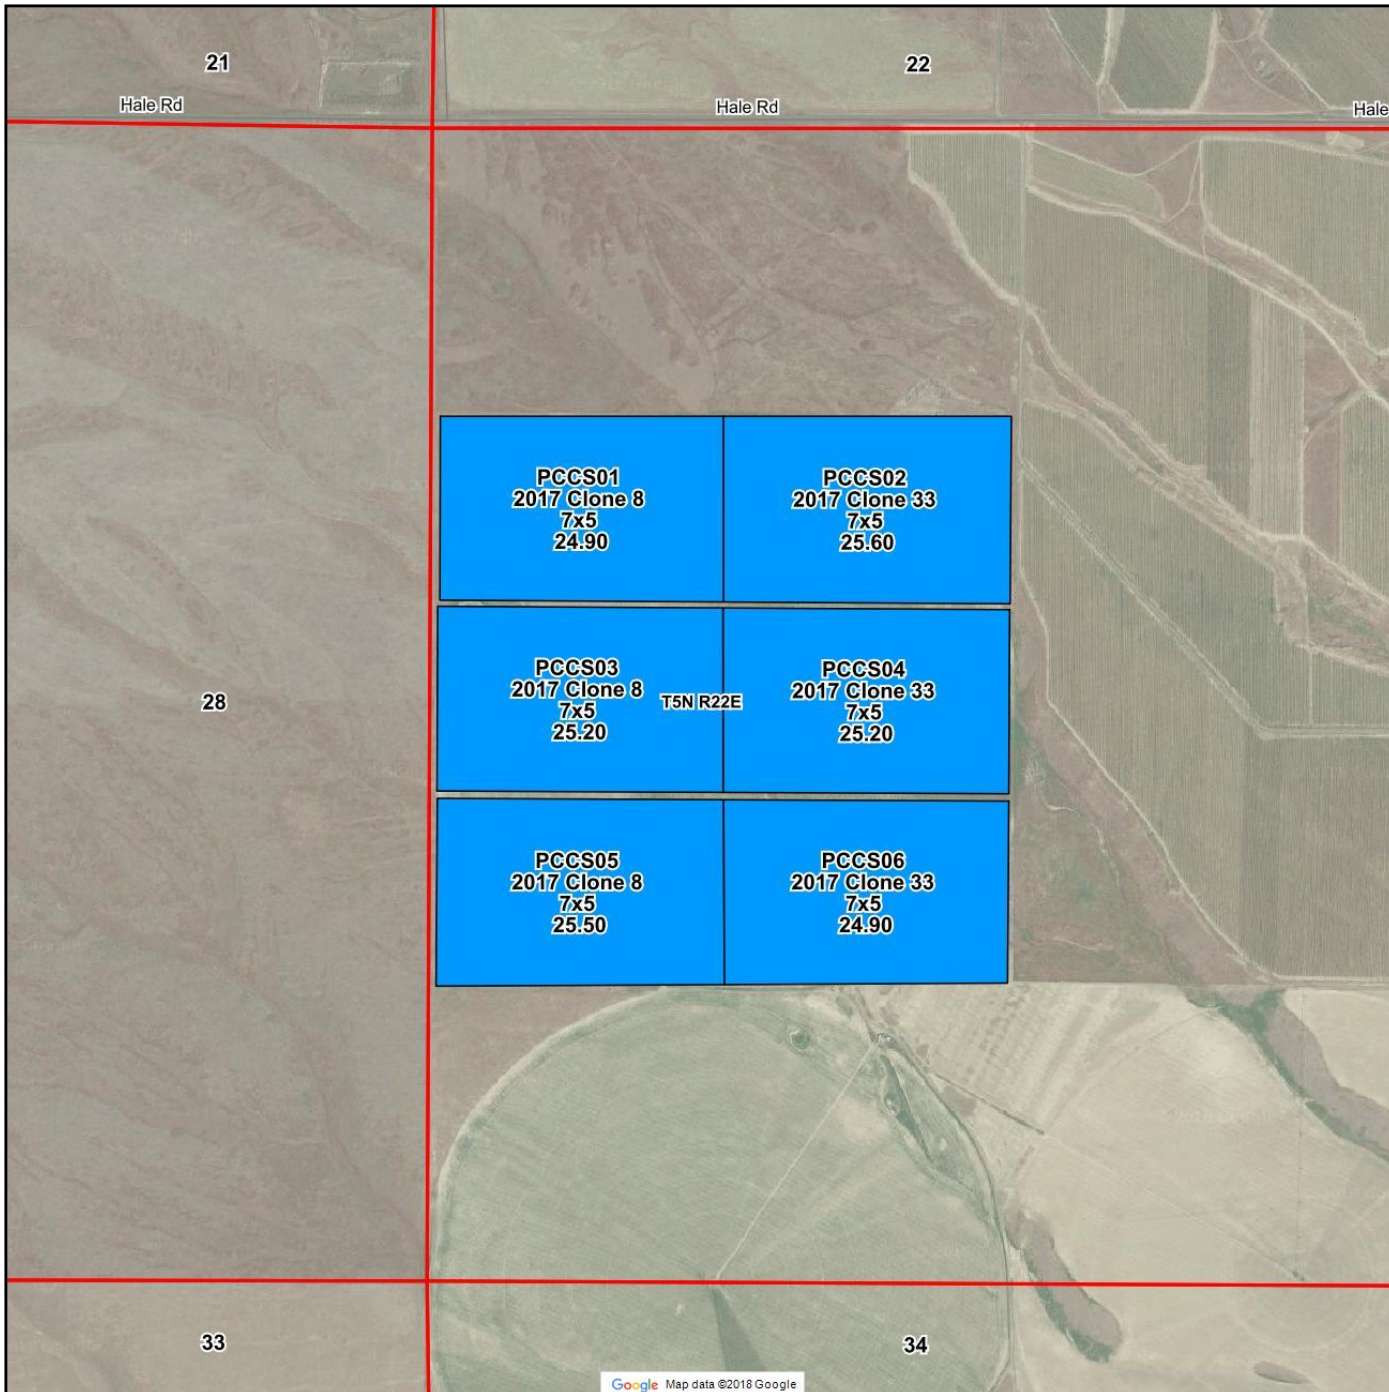 21
22
Hale Rd
Hale Rd
Hale
PCCS01
2017 Clone 8
7x5
24.90
PCCS02
2017 Clone 33
7x5
25.60
28
PCCS03
2017 Clone 8
7x5
25.20
T5N R22E
PCCS04
2017 Clone 33
7x5
25.20
PCCS05
2017 Clone 8
7x5
25.50
PCCS06
2017 Clone 33
7x5
24.90
33
34
Google Map data ©2018 Google